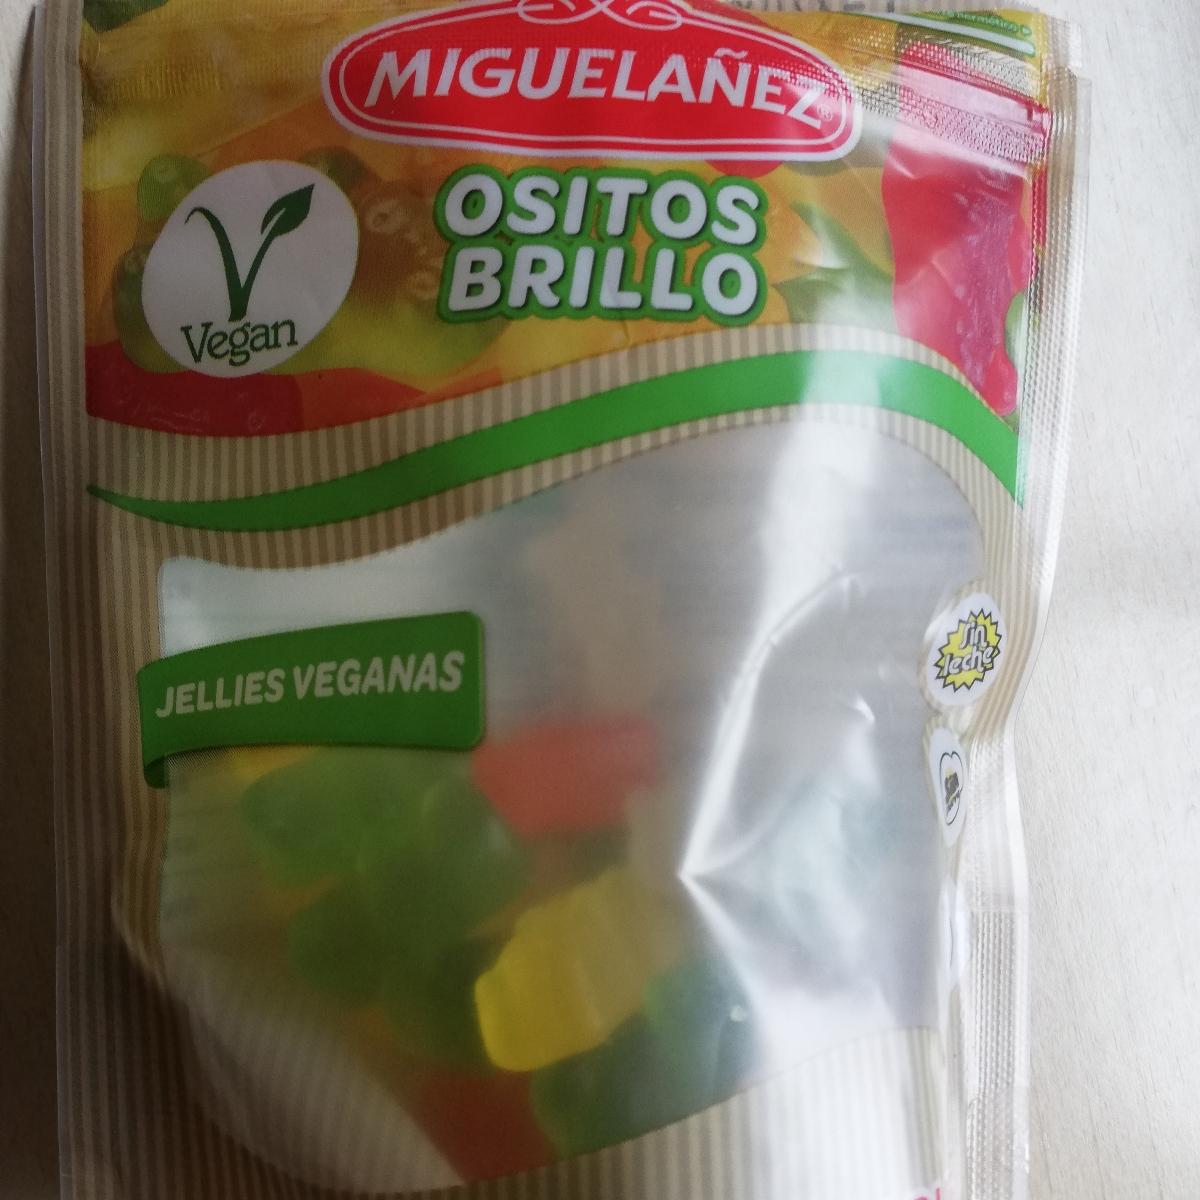 MIGUELAÑEZ®
OSITOS
BRILLO
Vegan
JELLIES VEGANAS
sin
leche